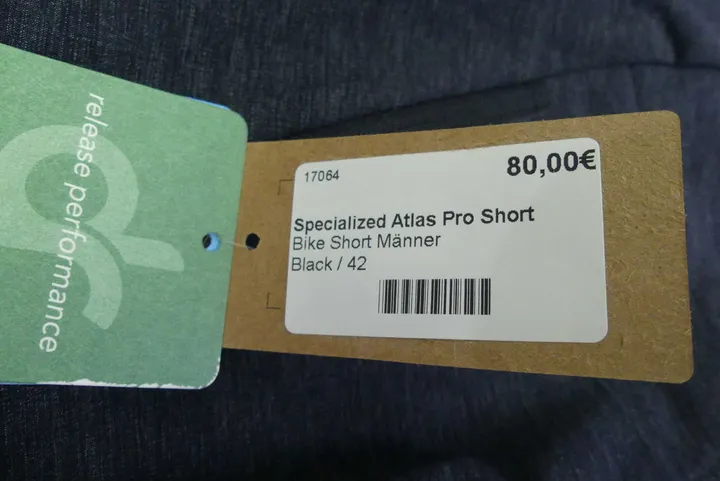 release performance
17064
80,00€
Specialized Atlas Pro Short
Bike Short Männer
Black / 42